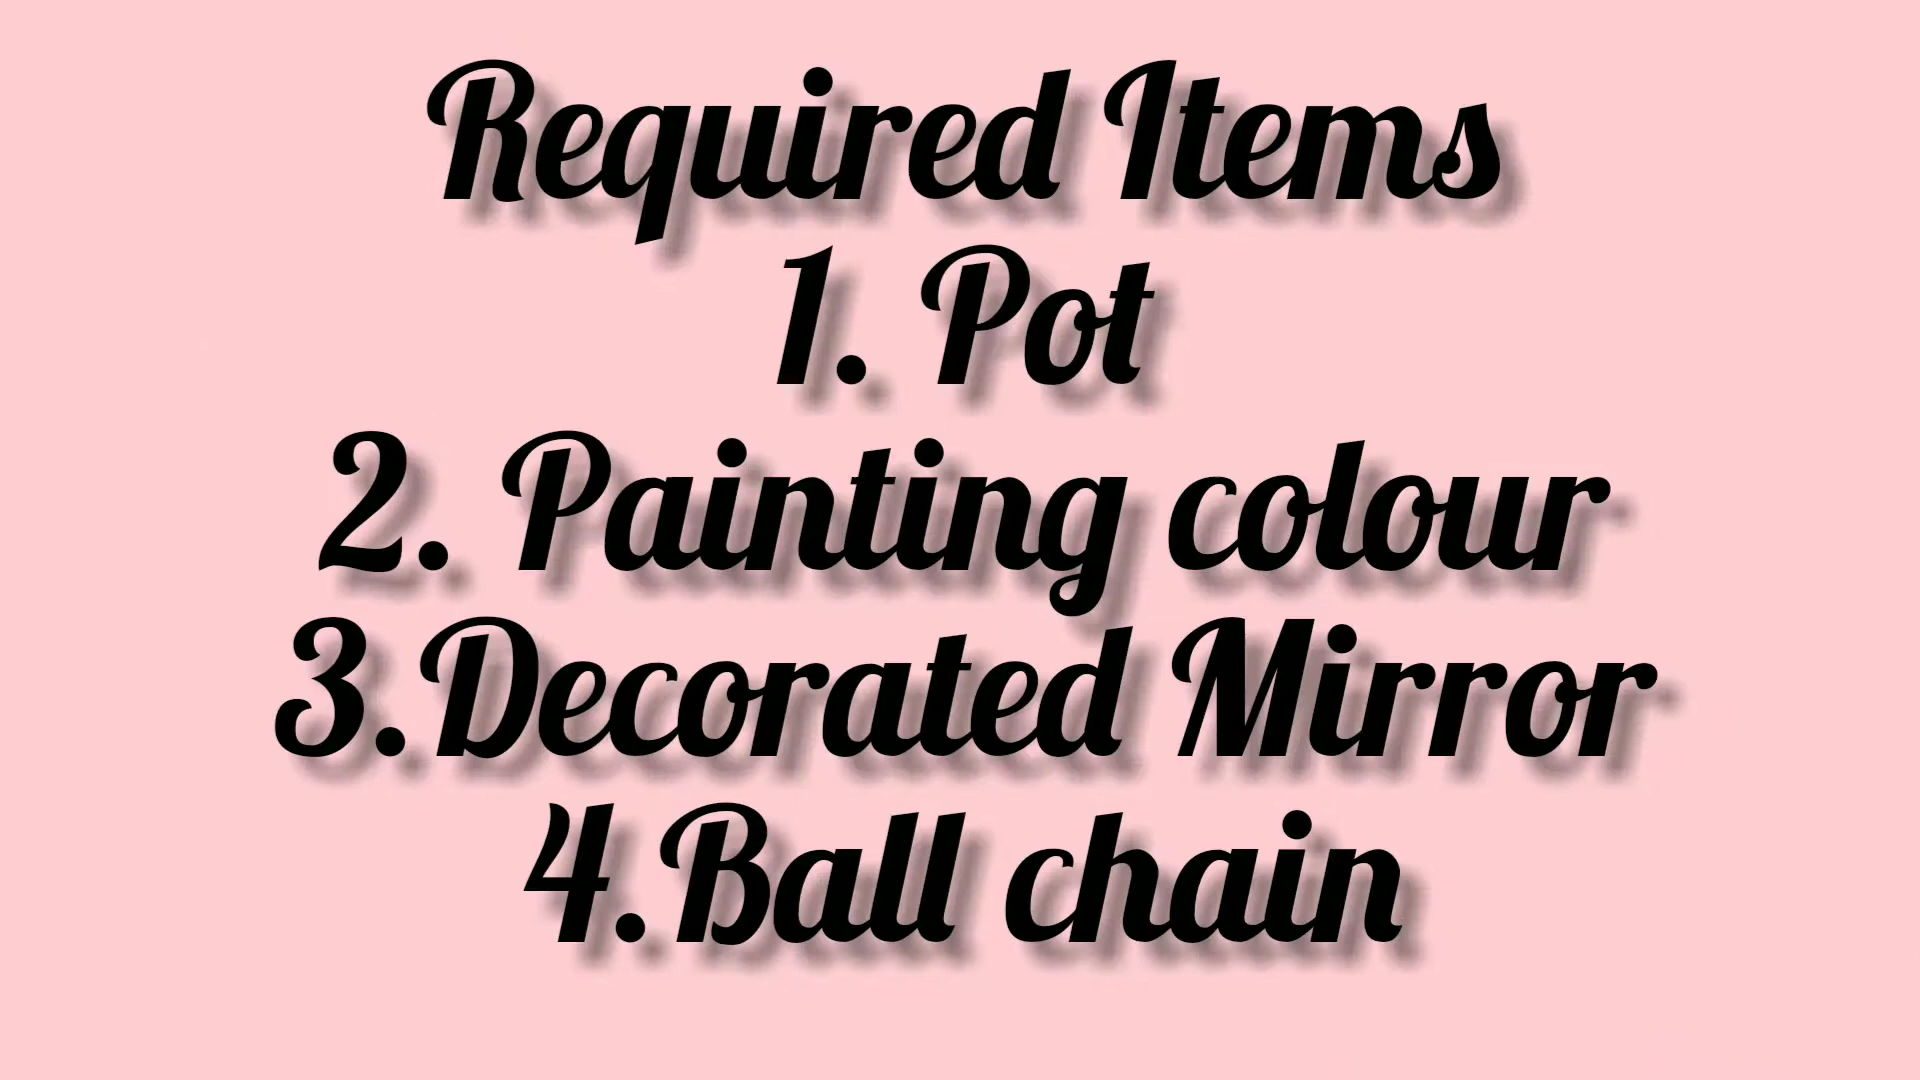 Required Items
1. Pot
2. Painting colour
3.Decorated Mirror
4.Ball chain